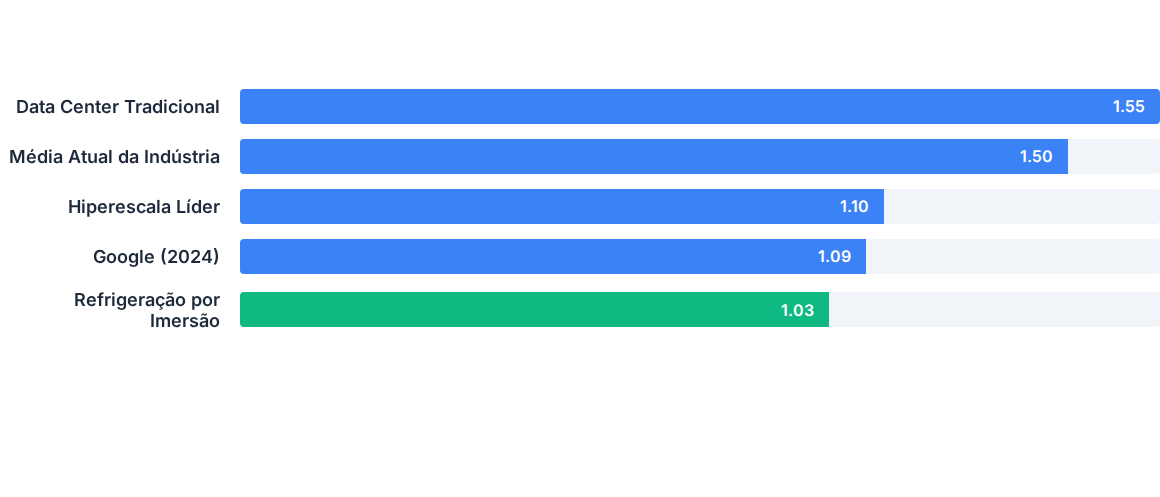 Data Center Tradicional 1.55
Média Atual da Indústria 1.50
Hiperescala Líder 1.10
Google (2024) 1.09
Refrigeração por
Imersão 1.03